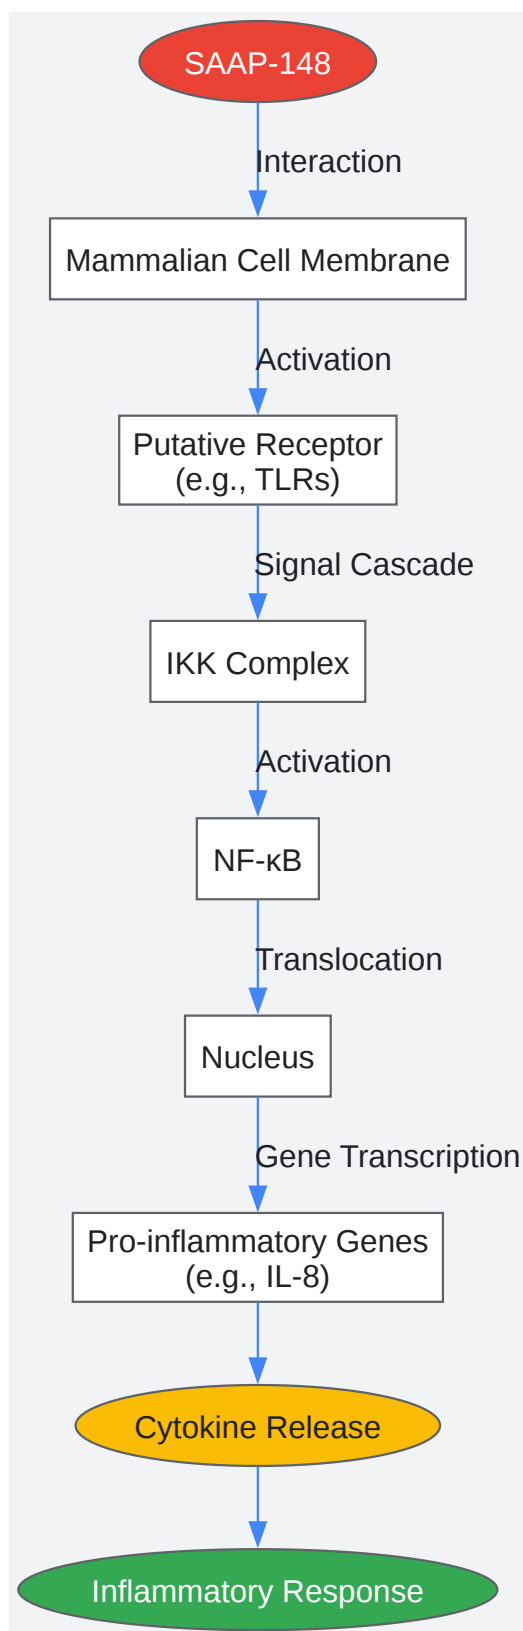 SAAP-148
Interaction
Mammalian Cell Membrane
Activation
Putative Receptor
(e.g., TLRs)
Signal Cascade
IKK Complex
Activation
NF-κB
Translocation
Nucleus
Gene Transcription
Pro-inflammatory Genes
(e.g., IL-8)
Cytokine Release
Inflammatory Response